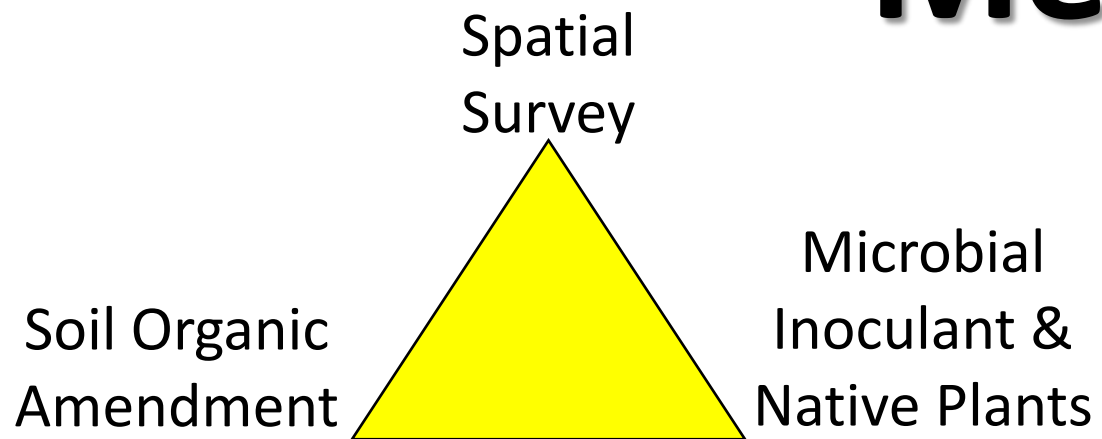 Spatial
Survey
Soil Organic
Amendment
Microbial
Inoculant &
Native Plants